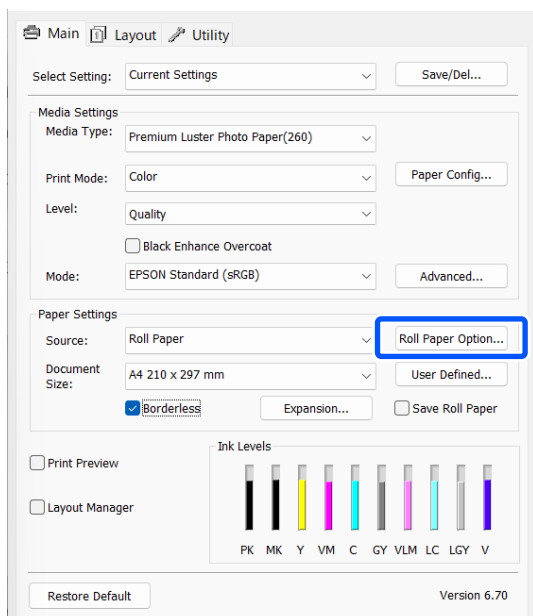 Main Layout Utility
Select Setting: Current Settings Save/Del...
Media Settings
Media Type: Premium Luster Photo Paper(260)
Print Mode: Color Paper Config...
Level: Quality
Black Enhance Overcoat
Mode: EPSON Standard (sRGB) Advanced...
Paper Settings
Source: Roll Paper Roll Paper Option...
Document
Size: A4 210 x 297 mm User Defined...
Borderless Expansion... Save Roll Paper
Print Preview
Layout Manager
Ink Levels
PK MK Y VM C GY VLM LC LGY V
Restore Default Version 6.70